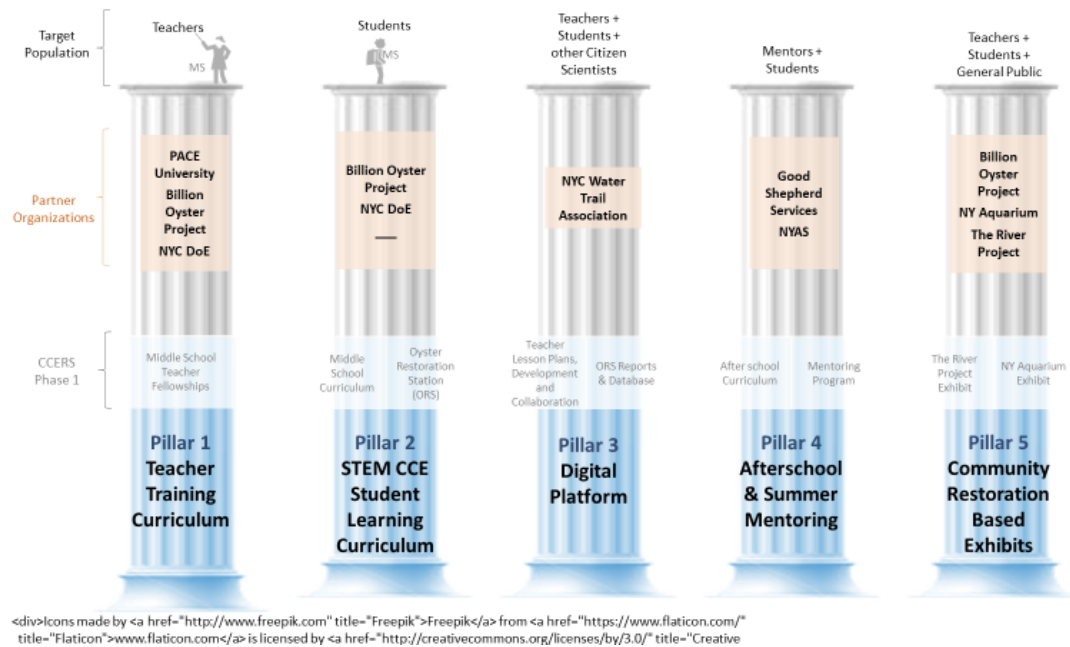 Target
Population
Teachers
MS
Students
MS
Teachers +
Students +
other Citizen
Scientists
Mentors +
Students
Teachers +
Students +
General Public
Partner
Organizations
PACE
University
Billion
Oyster
Project
NYC DoE
Billion Oyster
Project
NYC DoE
NYC Water
Trail
Association
Good
Shepherd
Services
NYAS
Billion
Oyster
Project
NY Aquarium
The River
Project
CCERS
Phase 1
Middle School
Teacher
Fellowships
Middle
School
Curriculum
Oyster
Restoration
Station
(ORS)
Teacher
Lesson Plans,
Development
and
Collaboration
ORS Reports
& Database
After school
Curriculum
Mentoring
Program
The River
Project
Exhibit
NY Aquarium
Exhibit
Pillar 1
Teacher
Training
Curriculum
Pillar 2
STEM CCE
Student
Learning
Curriculum
Pillar 3
Digital
Platform
Pillar 4
Afterschool
& Summer
Mentoring
Pillar 5
Community
Restoration
Based
Exhibits
<div>Icons made by <a href="http://www.freepik.com" title="Freepik">Freepik</a> from <a href="https://www.flaticon.com/"
title="Flaticon">www.flaticon.com</a> is licensed by <a href="http://creativecommons.org/licenses/by/3.0/" title="Creative